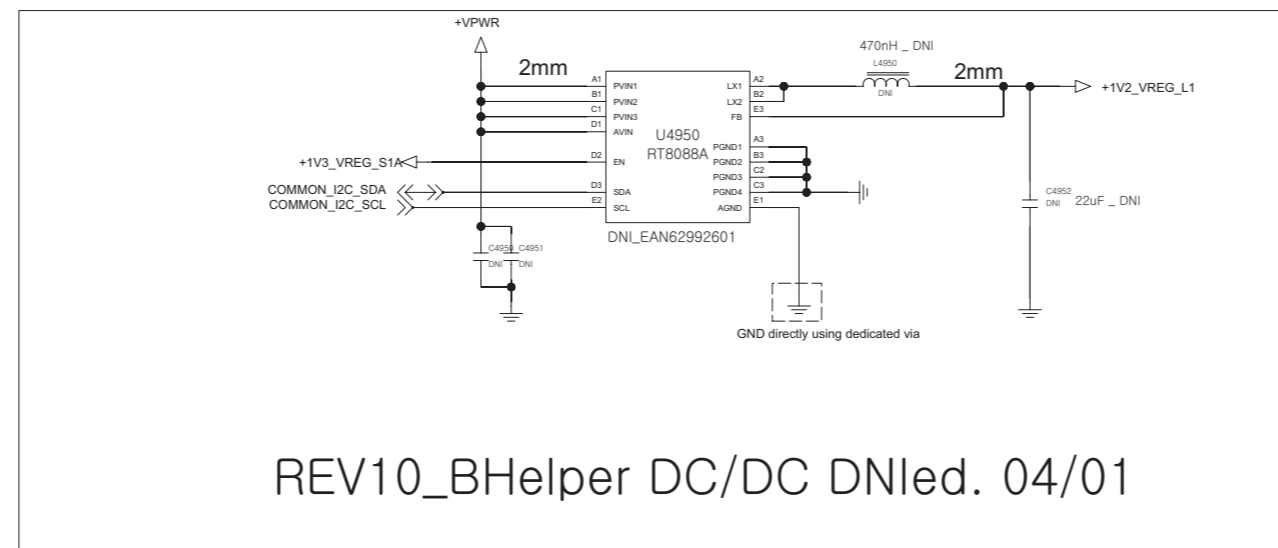 +VPWR
470nH _ DNI
L4950
DNI
2mm
2mm
+1V2_VREG_L1
A1 PVIN1
B1 PVIN2
C1 PVIN3
D1 AVIN
D2 EN
D3 SDA
E2 SCL
LX1 A2
LX2 B2
FB E3
PGND1 A3
PGND2 B3
PGND3 C2
PGND4 C3
AGND E1
U4950
RT8088A
DNI_EAN62992601
+1V3_VREG_S1A
COMMON_I2C_SDA
COMMON_I2C_SCL
C4950 C4951
DNI DNI
C4952
DNI
22uF _ DNI
GND directly using dedicated via
REV10_BHelper DC/DC DNIed. 04/01